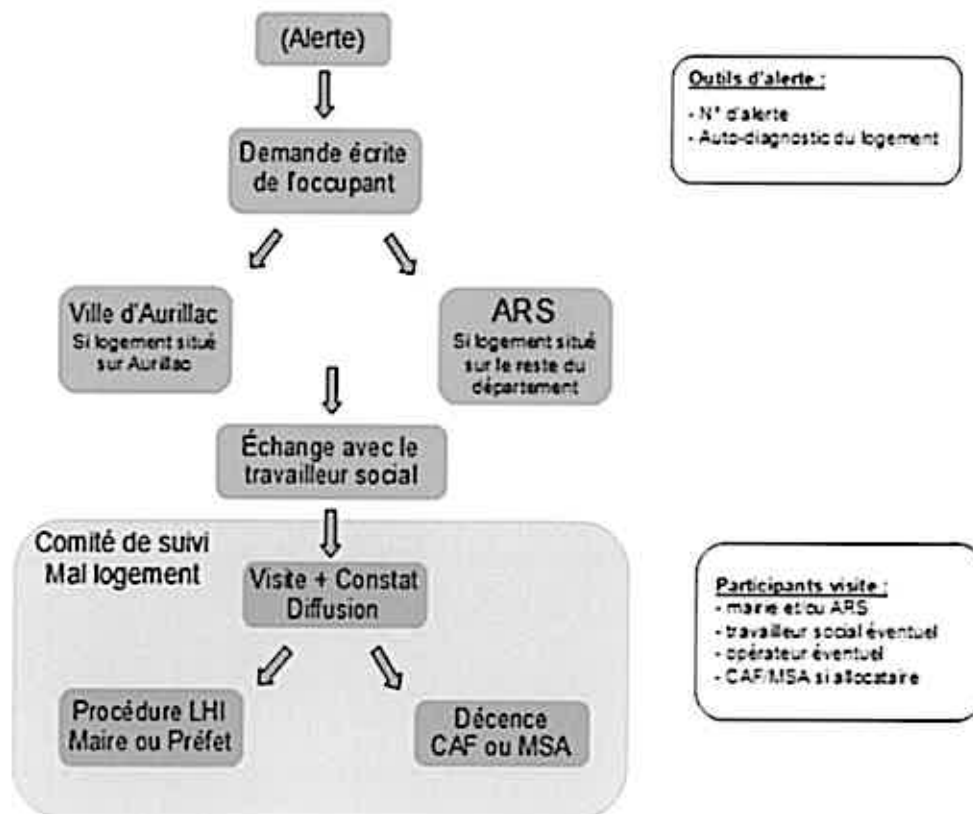 (Alerte)
Outils d'alerte :
- N° d'alerte
- Auto-diagnostic du logement
Demande écrite
de l'occupant
Ville d'Aurillac
Si logement situé
sur Aurillac
ARS
Si logement situé
sur le reste du
département
Échange avec le
travailleur social
Comité de suivi
Mal logement
Visite + Constat
Diffusion
Participants visite :
- mairie et/ou ARS
- travailleur social éventuel
- opérateur éventuel
- CAF/MSA si allocataire
Procédure LHI
Maire ou Préfet
Décence
CAF ou MSA